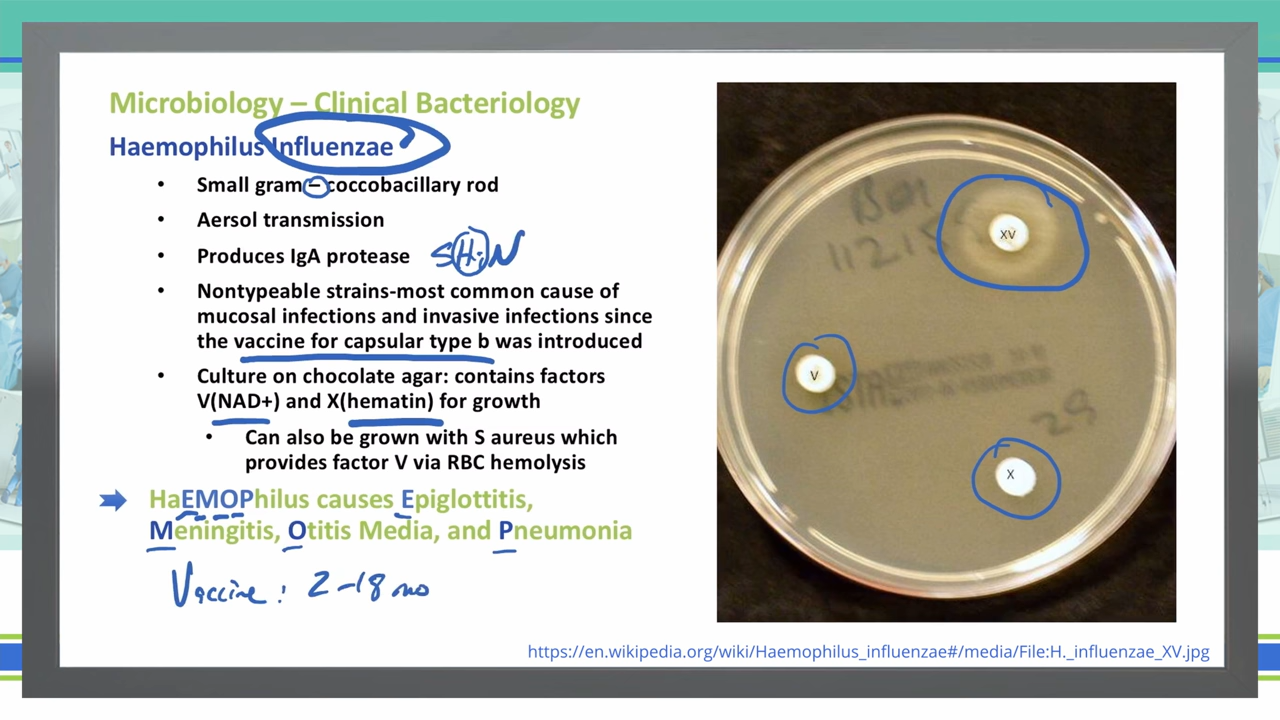 Microbiology – Clinical Bacteriology
Haemophilus Influenzae
• Small gram – coccobacillary rod
• Aersol transmission
• Produces IgA protease SHiN
• Nontypeable strains-most common cause of
mucosal infections and invasive infections since
the vaccine for capsular type b was introduced
• Culture on chocolate agar: contains factors
V(NAD+) and X(hematin) for growth
• Can also be grown with S aureus which
provides factor V via RBC hemolysis
HaEMOPhilus causes Epiglottitis,
Meningitis, Otitis Media, and Pneumonia
Vaccine: 2-18 mo
XV
V
X
29
https://en.wikipedia.org/wiki/Haemophilus_influenzae#/media/File:H._influenzae_XV.jpg